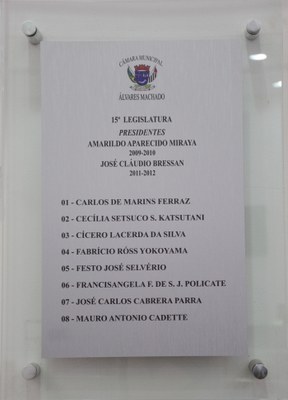 CÂMARA MUNICIPAL
ÁLVARES MACHADO
15ª LEGISLATURA
PRESIDENTES
AMARILDO APARECIDO MIRAYA
2009-2010
JOSÉ CLÁUDIO BRESSAN
2011-2012
01 - CARLOS DE MARINS FERRAZ
02 - CECÍLIA SETSUCO S. KATSUTANI
03 - CÍCERO LACERDA DA SILVA
04 - FABRÍCIO RÓSS YOKOYAMA
05 - FESTO JOSÉ SELVÉRIO
06 - FRANCISANGELA F. DE S. J. POLICATE
07 - JOSÉ CARLOS CABRERA PARRA
08 - MAURO ANTONIO CADETTE